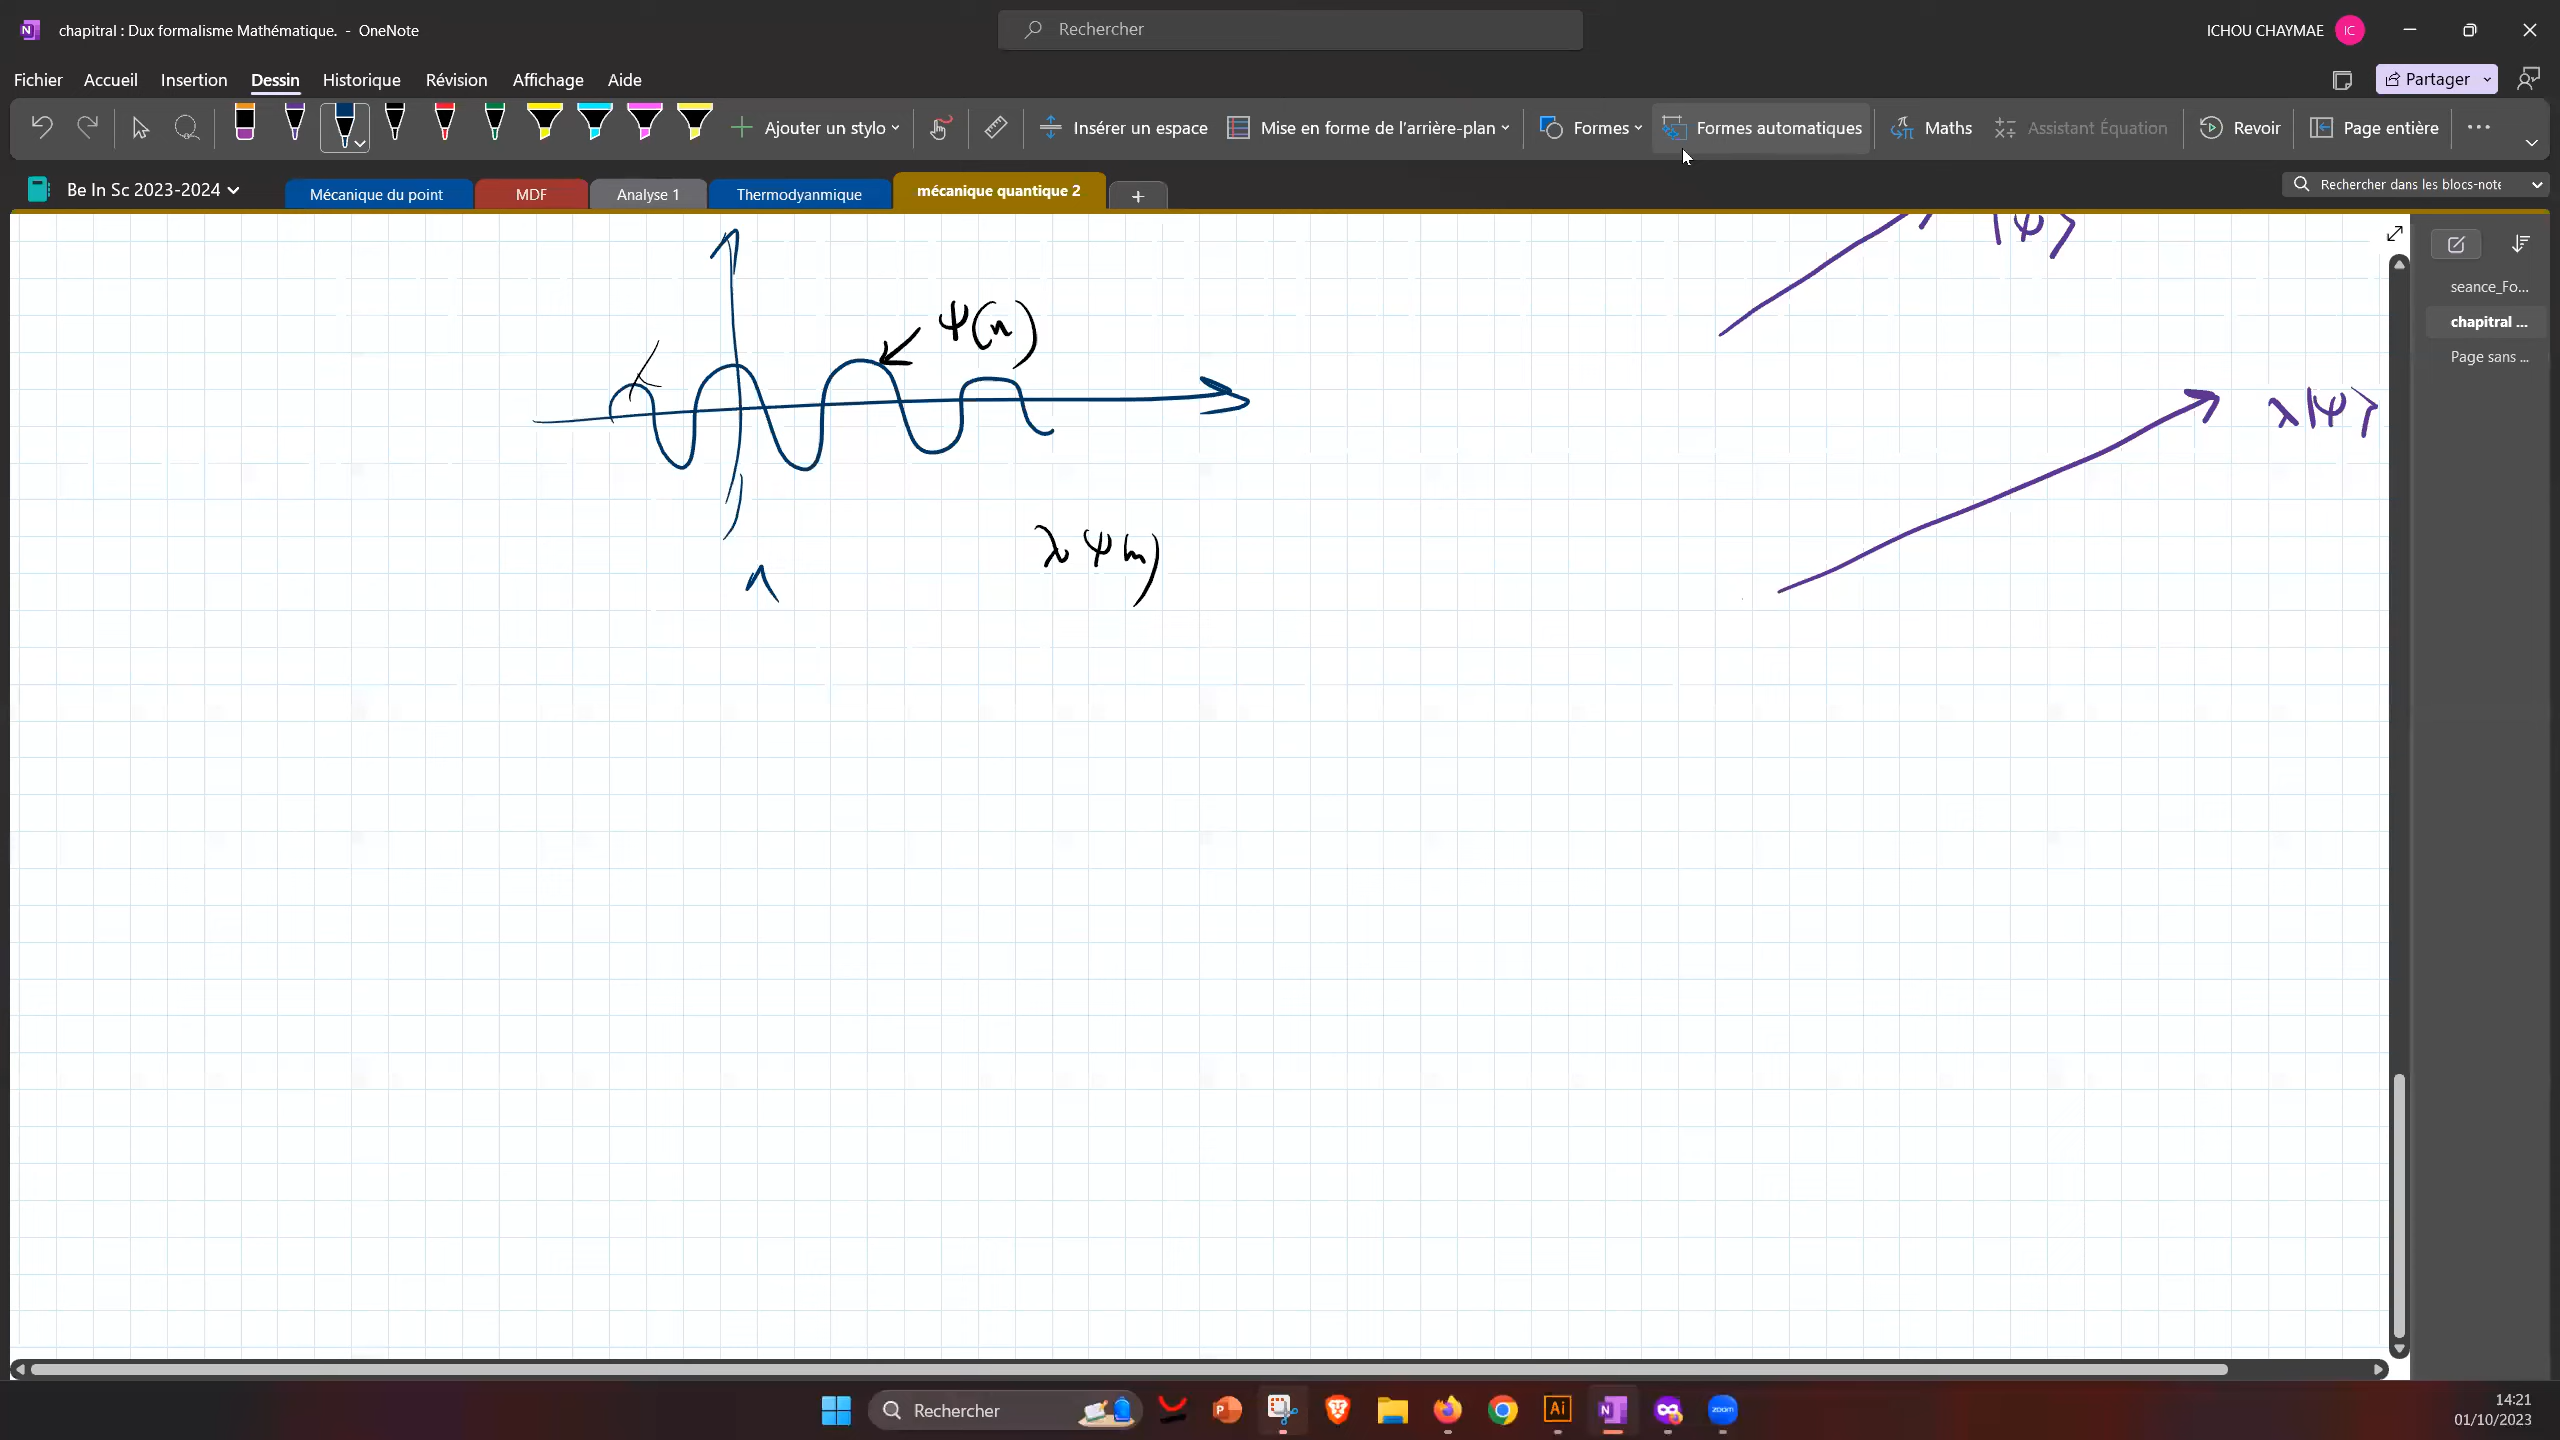 chapitral : Dux formalisme Mathématique. - OneNote
Rechercher
ICHOU CHAYMAE IC
Fichier Accueil Insertion Dessin Historique Révision Affichage Aide
Partager
Ajouter un stylo
Insérer un espace
Mise en forme de l'arrière-plan
Formes
Formes automatiques
Maths
Assistant Équation
Revoir
Page entière
Be In Sc 2023-2024
Mécanique du point
MDF
Analyse 1
Thermodyanmique
mécanique quantique 2
Rechercher dans les blocs-note
seance_Fo...
chapitral ...
Page sans ...
|ψ⟩
ψ(n)
λ|ψ⟩
λ ψ
Rechercher
P
Ai
N
zoom
14:21
01/10/2023